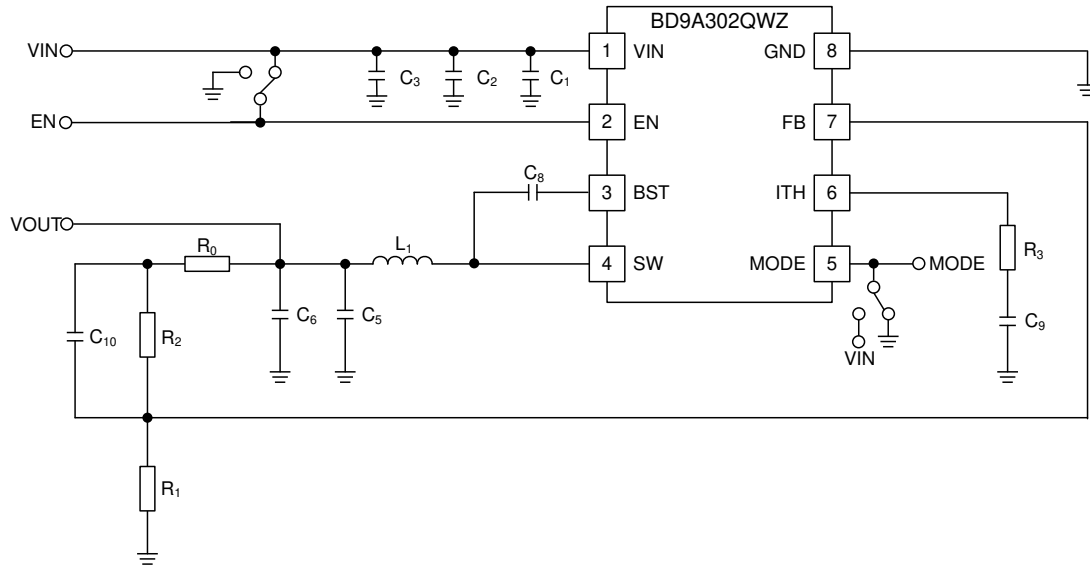 BD9A302QWZ
VIN
1
VIN
GND
8
C₃
C₂
C₁
EN
2
EN
FB
7
C₈
3
BST
ITH
6
VOUT
R₀
L₁
4
SW
MODE
5
MODE
R₃
C₁₀
R₂
C₆
C₅
C₉
VIN
R₁